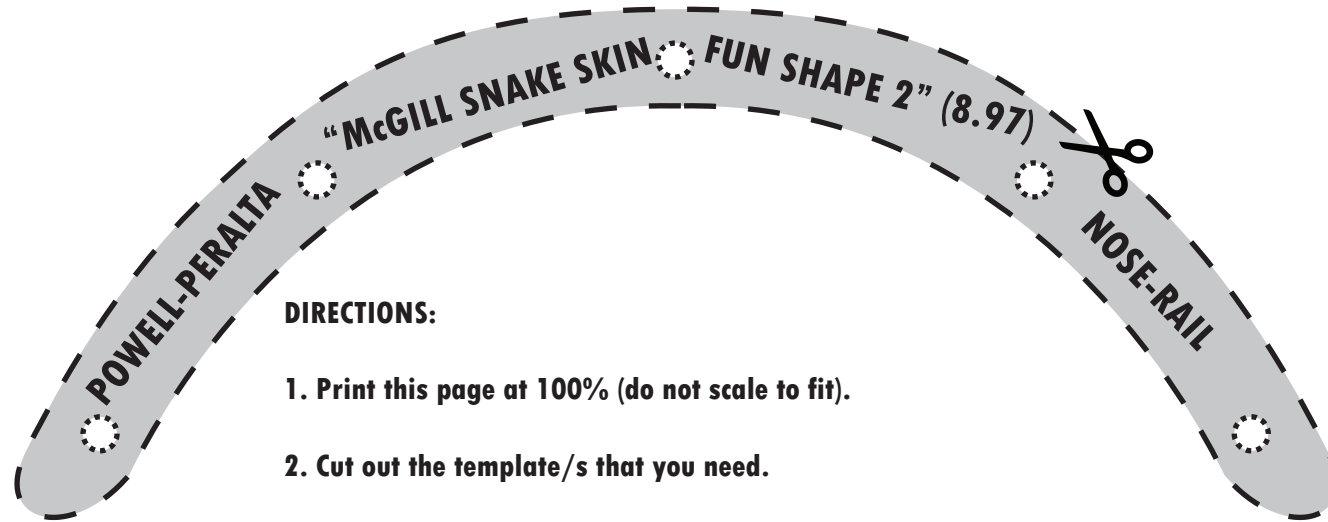 POWELL-PERALTA
“McGILL SNAKE SKIN
FUN SHAPE 2” (8.97)
NOSE-RAIL
DIRECTIONS:
1. Print this page at 100% (do not scale to fit).
2. Cut out the template/s that you need.